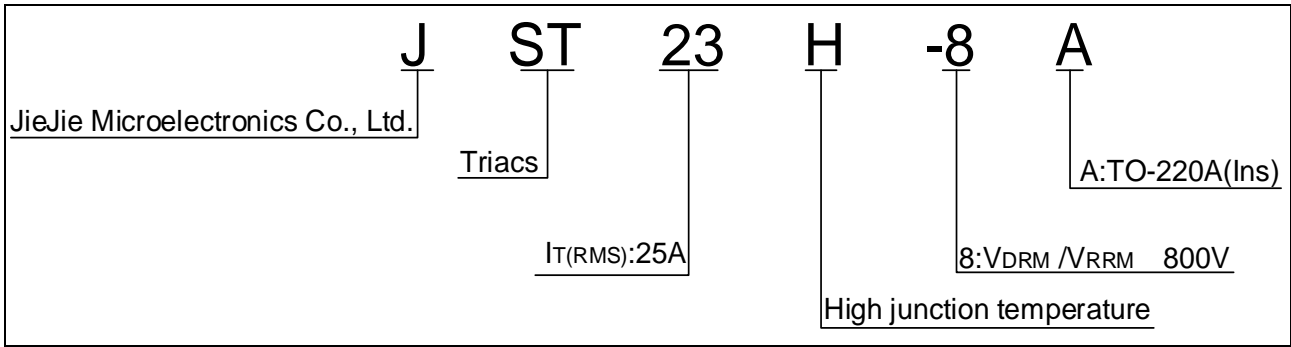 J ST 23 H -8 A
JieJie Microelectronics Co., Ltd.
Triacs
A:TO-220A(Ins)
IT(RMS):25A
8:VDRM /VRRM 800V
High junction temperature